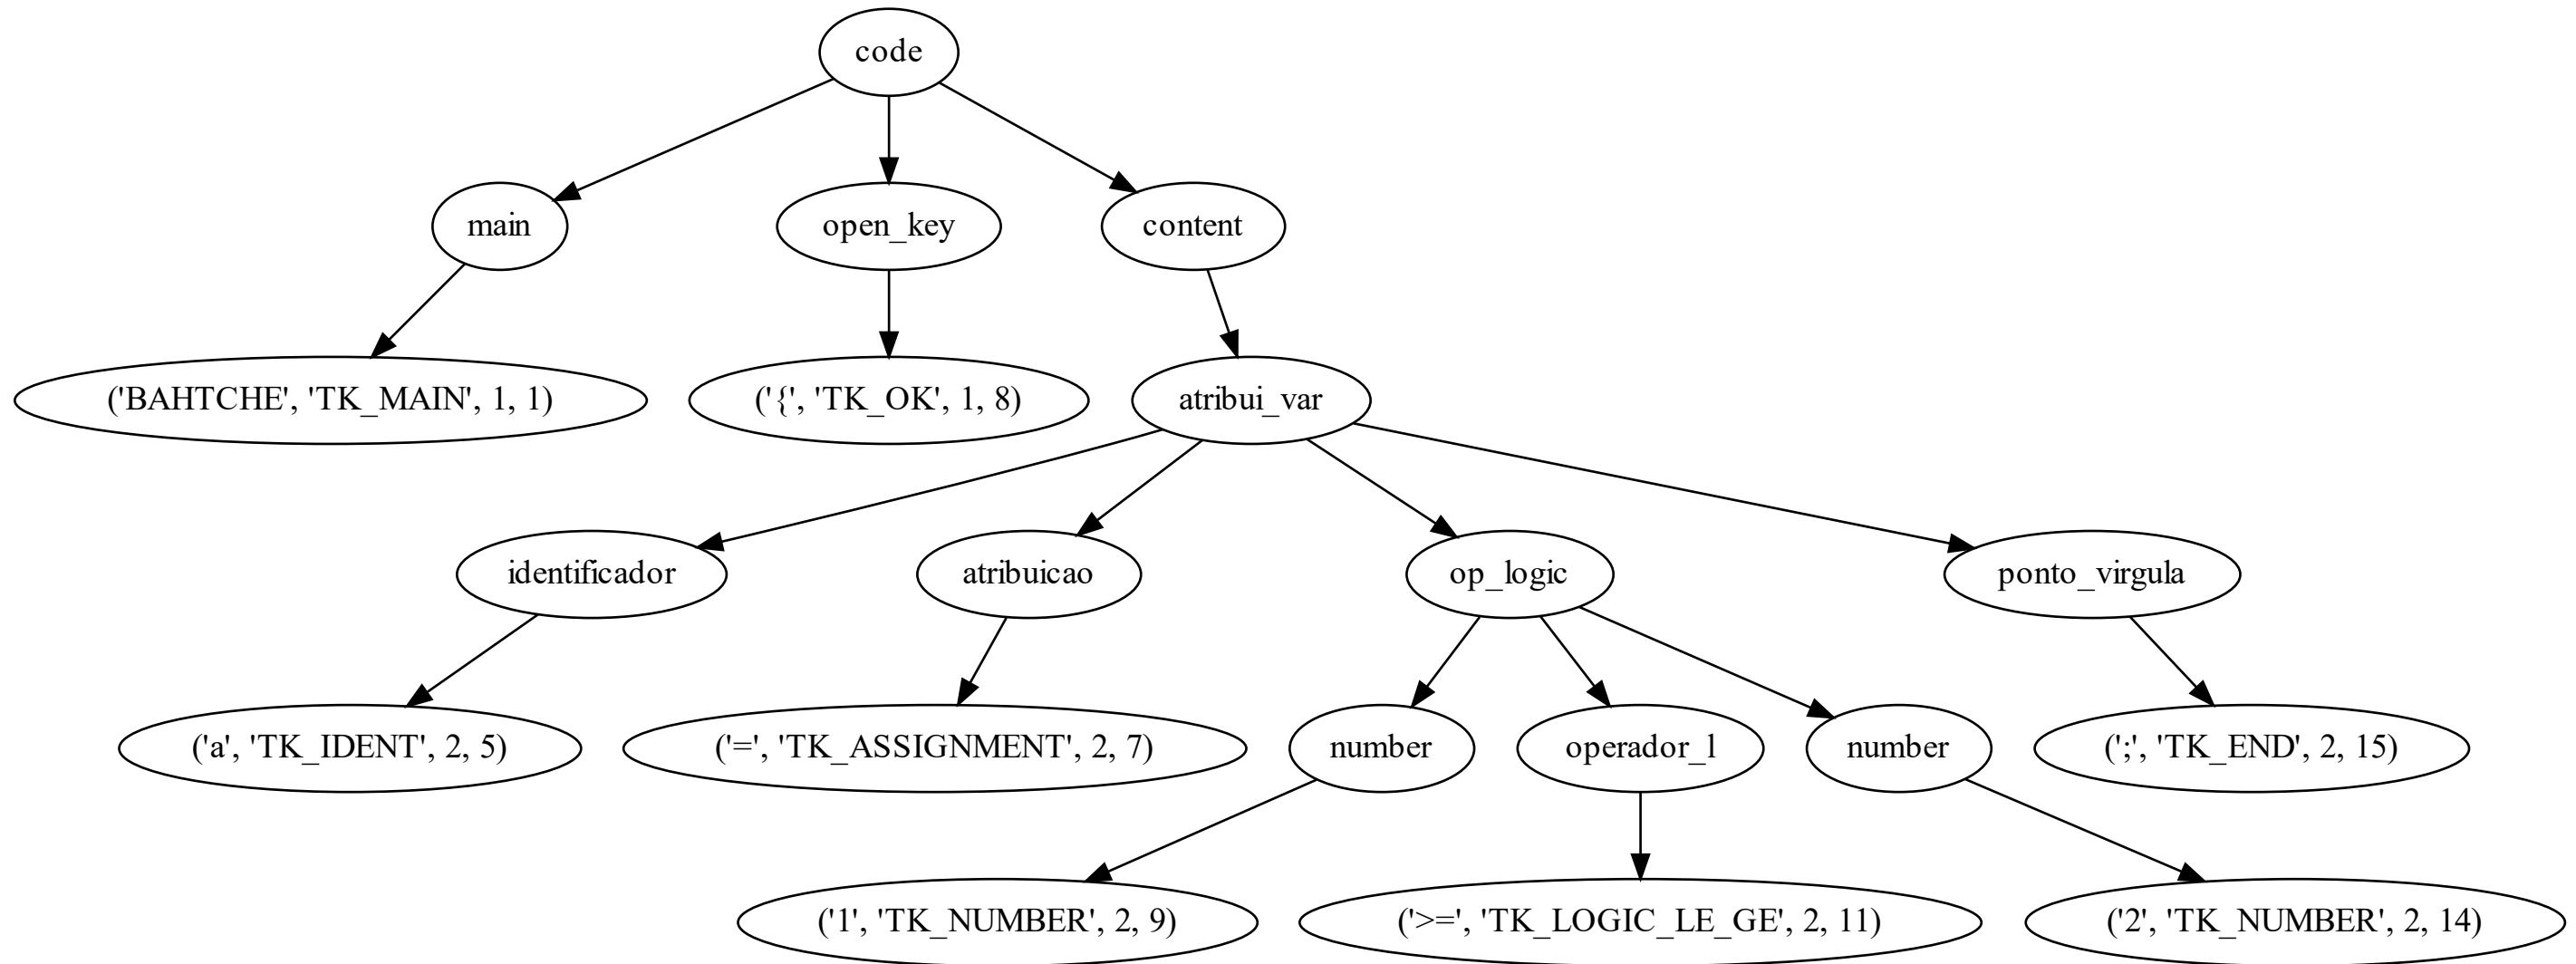 code
main
open_key
content
('BAHTCHE', 'TK_MAIN', 1, 1)
('{', 'TK_OK', 1, 8)
atribui_var
identificador
atribuicao
op_logic
ponto_virgula
('a', 'TK_IDENT', 2, 5)
('=', 'TK_ASSIGNMENT', 2, 7)
number
operador_l
number
(';', 'TK_END', 2, 15)
('1', 'TK_NUMBER', 2, 9)
('>=', 'TK_LOGIC_LE_GE', 2, 11)
('2', 'TK_NUMBER', 2, 14)